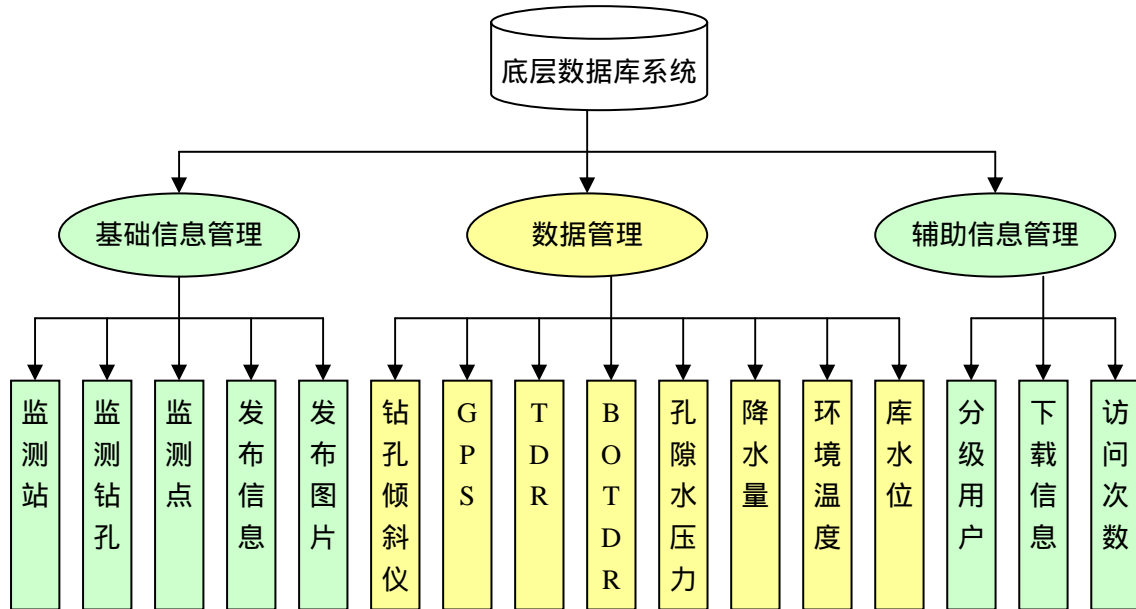 底层数据库系统
基础信息管理
数据管理
辅助信息管理
监测站
监测钻孔
监测点
发布信息
发布图片
钻孔倾斜仪
GPS
TDR
BOTDR
孔隙水压力
降水量
环境温度
库水位
分级用户
下载信息
访问次数